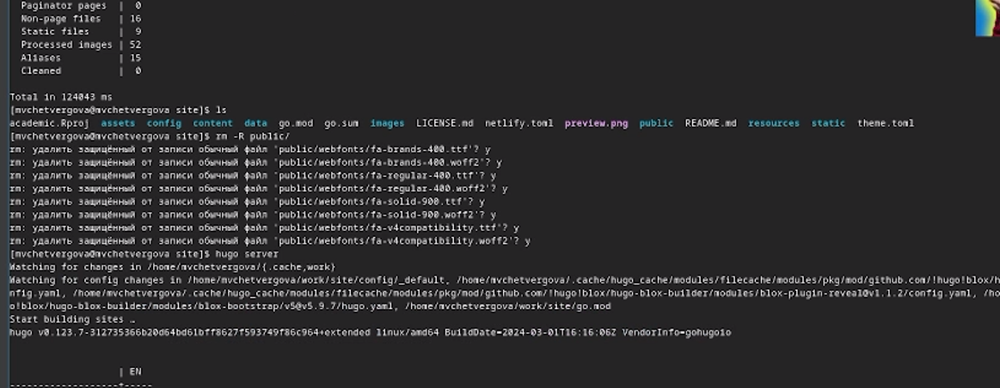 Paginator pages | 0
Non-page files | 16
Static files | 9
Processed images | 52
Aliases | 15
Cleaned | 0
Total in 124043 ms
[mvchetvergova@mvchetvergova site]$ ls
academic.Rproj assets config content data go.mod go.sum images LICENSE.md netlify.toml preview.png public README.md resources static theme.toml
[mvchetvergova@mvchetvergova site]$ rm -R public/
rm: удалить защищённый от записи обычный файл 'public/webfonts/fa-brands-400.ttf'? y
rm: удалить защищённый от записи обычный файл 'public/webfonts/fa-brands-400.woff2'? y
rm: удалить защищённый от записи обычный файл 'public/webfonts/fa-regular-400.ttf'? y
rm: удалить защищённый от записи обычный файл 'public/webfonts/fa-regular-400.woff2'? y
rm: удалить защищённый от записи обычный файл 'public/webfonts/fa-solid-900.ttf'? y
rm: удалить защищённый от записи обычный файл 'public/webfonts/fa-solid-900.woff2'? y
rm: удалить защищённый от записи обычный файл 'public/webfonts/fa-v4compatibility.ttf'? y
rm: удалить защищённый от записи обычный файл 'public/webfonts/fa-v4compatibility.woff2'? y
[mvchetvergova@mvchetvergova site]$ hugo server
Watching for changes in /home/mvchetvergova/{.cache,work}
Watching for config changes in /home/mvchetvergova/work/site/config/_default, /home/mvchetvergova/.cache/hugo_cache/modules/filecache/modules/pkg/mod/github.com/!hugo!blox/h
nfig.yaml, /home/mvchetvergova/.cache/hugo_cache/modules/filecache/modules/pkg/mod/github.com/!hugo!blox/hugo-blox-builder/modules/blox-plugin-reveal@v1.1.2/config.yaml, /ho
o!blox/hugo-blox-builder/modules/blox-bootstrap/v5@v5.9.7/hugo.yaml, /home/mvchetvergova/work/site/go.mod
Start building sites …
hugo v0.123.7-312735366b20d64bd61bff8627f593749f86c964+extended linux/amd64 BuildDate=2024-03-01T16:16:06Z VendorInfo=gohugoio
| EN
-------------------+-----